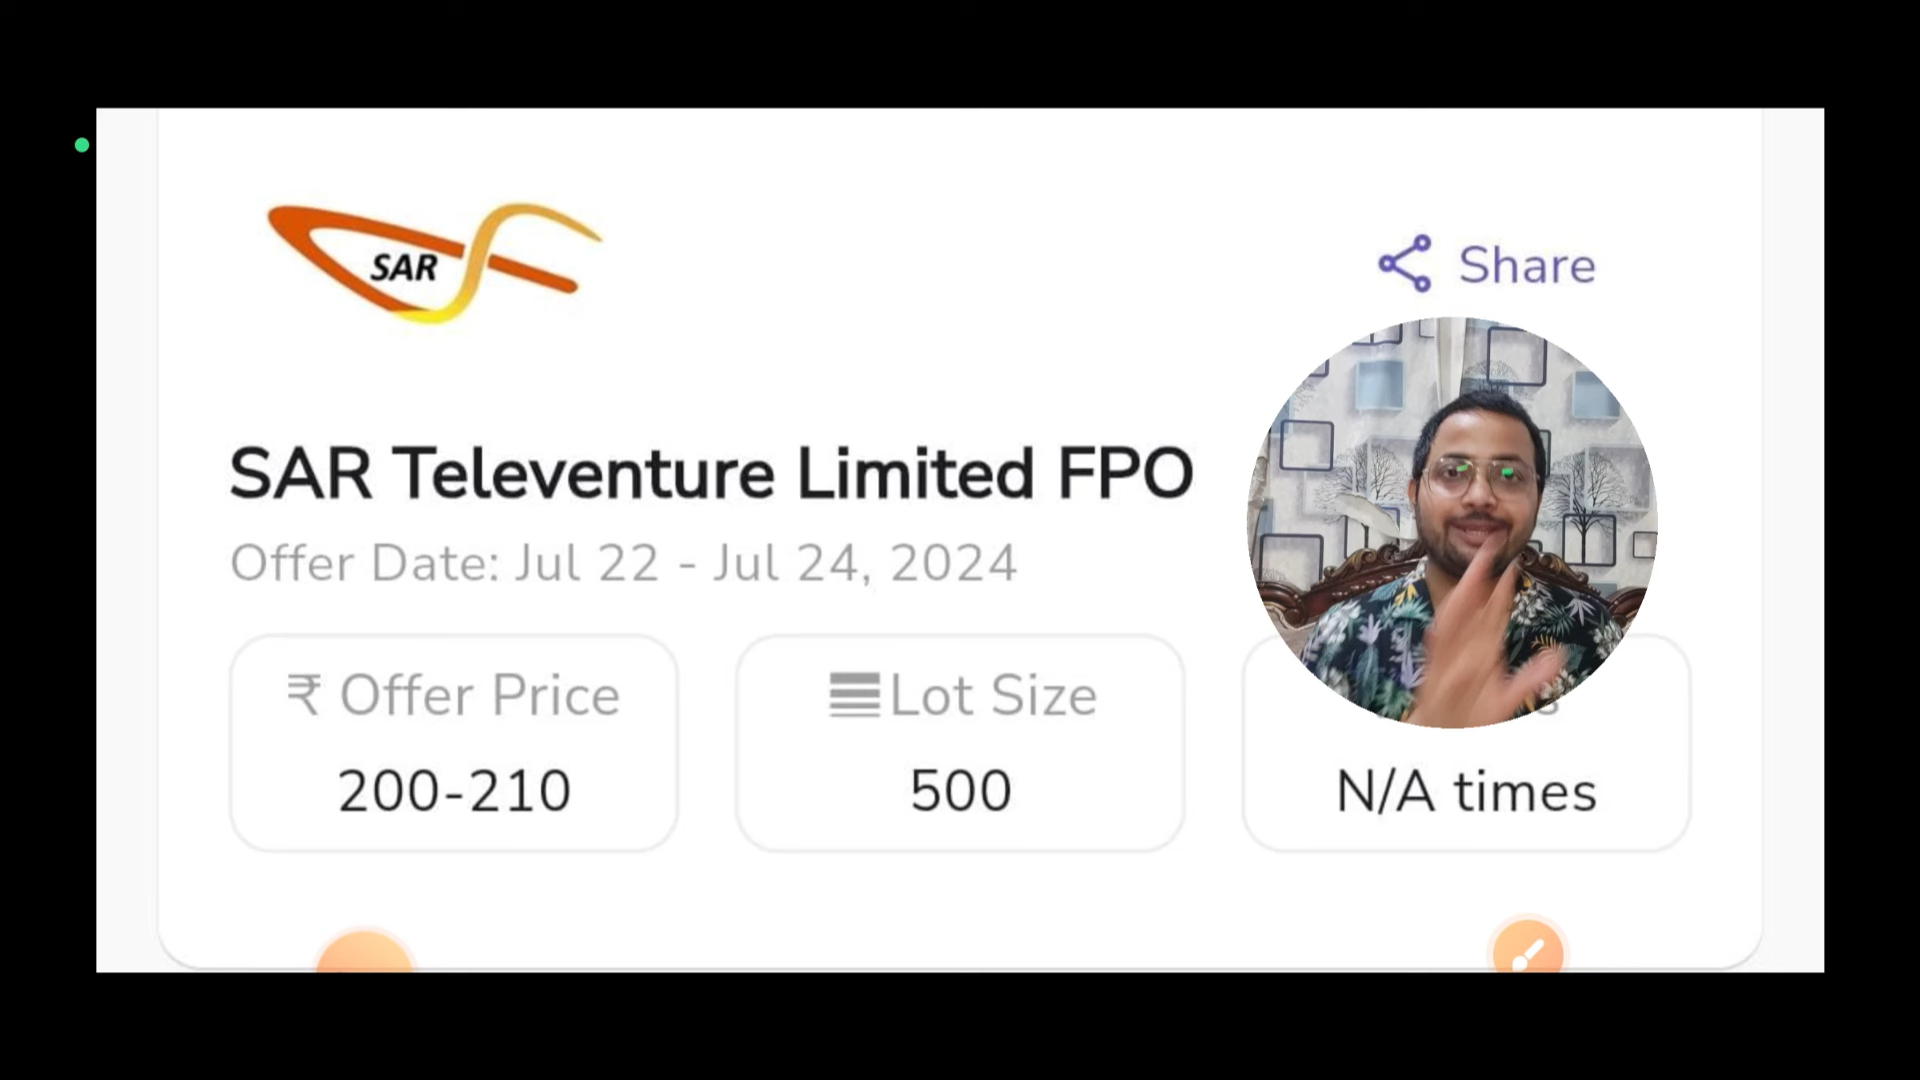 SAR
Share
SAR Televenture Limited FPO
Offer Date: Jul 22 - Jul 24, 2024
₹ Offer Price
Lot Size
200-210
500
N/A times